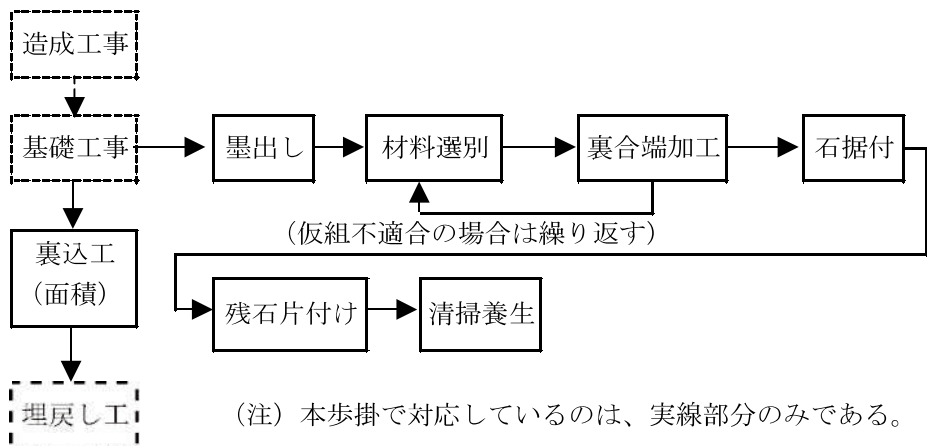 造成工事
基礎工事
墨出し
材料選別
裏合端加工
石据付
（仮組不適合の場合は繰り返す）
裏込工
（面積）
残石片付け
清掃養生
埋戻し工
（注）本歩掛で対応しているのは、実線部分のみである。